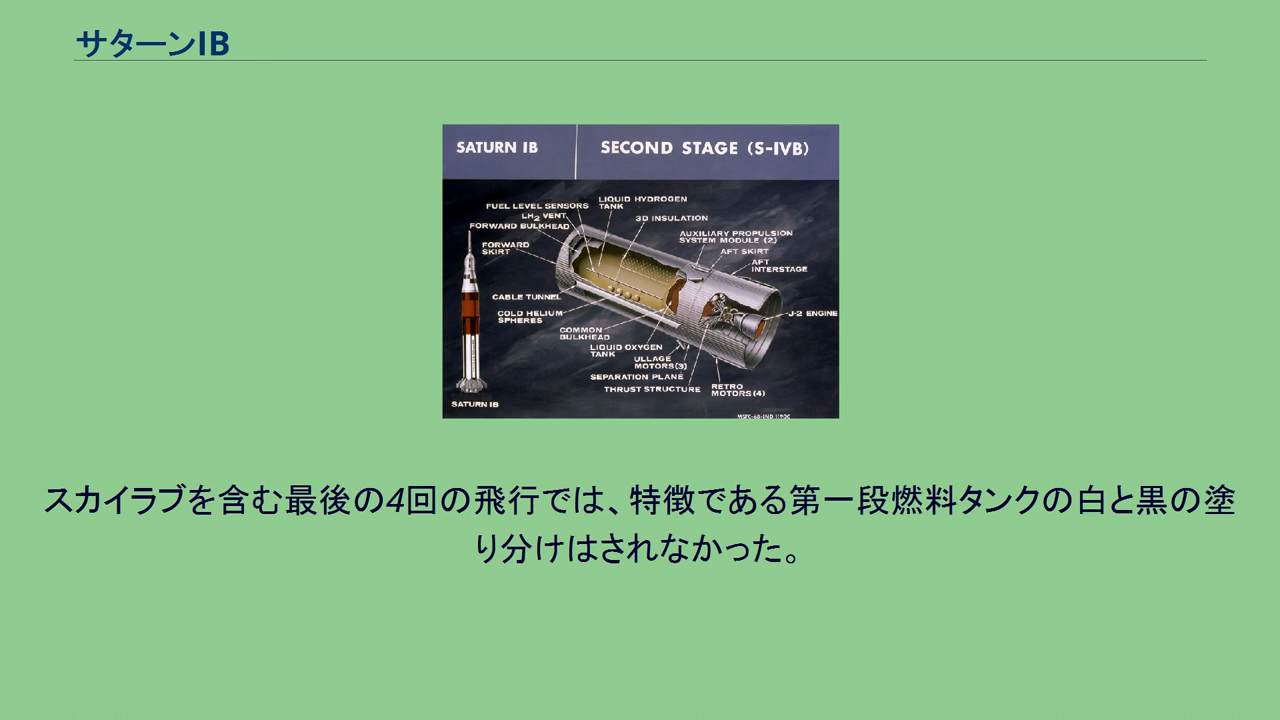 サターンIB
SATURN IB
SECOND STAGE (S-IVB)
LIQUID HYDROGEN
TANK
FUEL LEVEL SENSORS
LH2 VENT
FORWARD BULKHEAD
3D INSULATION
FORWARD
SKIRT
AUXILIARY PROPULSION
SYSTEM MODULE (2)
AFT SKIRT
AFT
INTERSTAGE
CABLE TUNNEL
COLD HELIUM
SPHERES
J-2 ENGINE
COMMON
BULKHEAD
LIQUID OXYGEN
TANK
ULLAGE
MOTORS(3)
SEPARATION PLANE
THRUST STRUCTURE
RETRO
MOTORS (4)
SATURN IB
スカイラブを含む最後の4回の飛行では、特徴である第一段燃料タンクの白と黒の塗
り分けはされなかった。